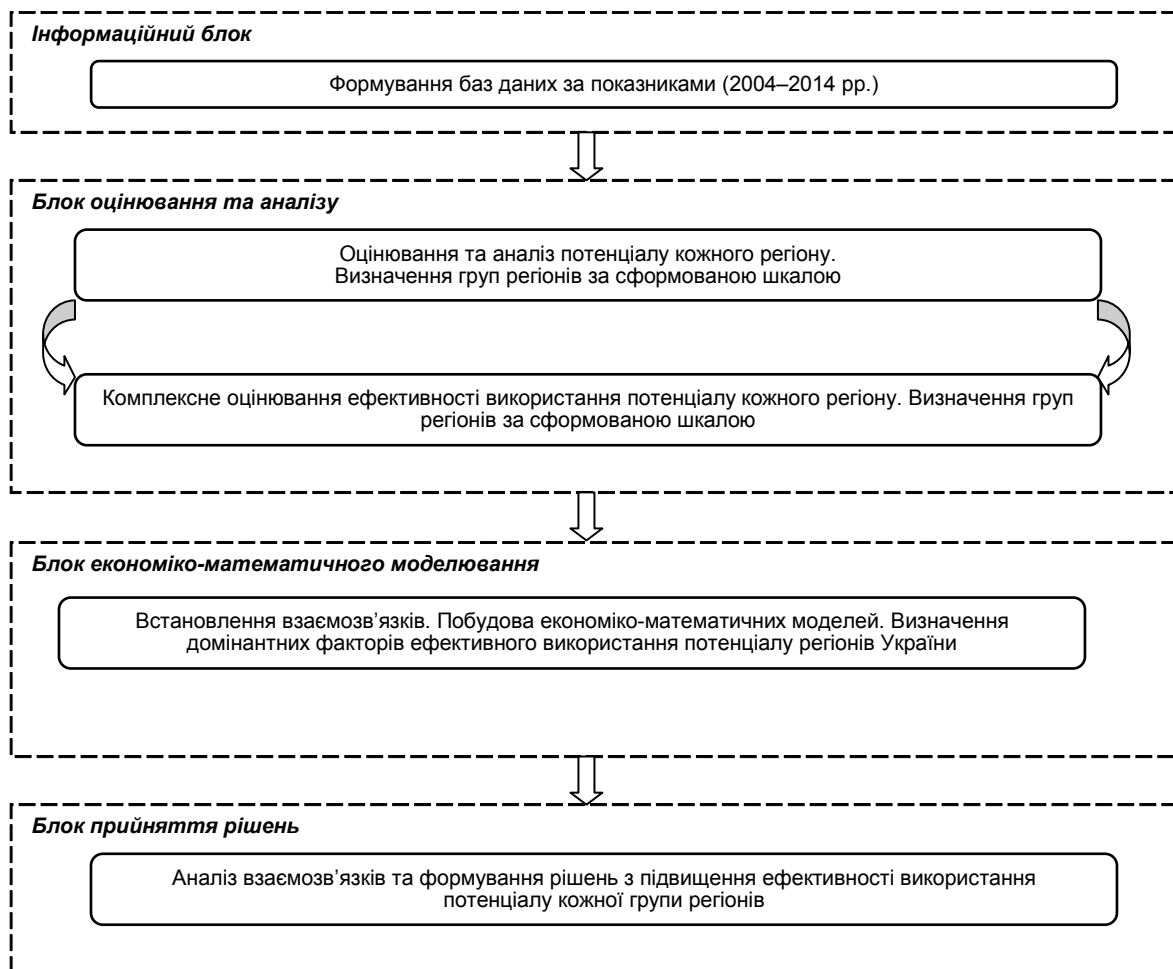 Інформаційний блок
Формування баз даних за показниками (2004–2014 рр.)
Блок оцінювання та аналізу
Оцінювання та аналіз потенціалу кожного регіону.
Визначення груп регіонів за сформованою шкалою
Комплексне оцінювання ефективності використання потенціалу кожного регіону. Визначення груп
регіонів за сформованою шкалою
Блок економіко-математичного моделювання
Встановлення взаємозв’язків. Побудова економіко-математичних моделей. Визначення
домінантних факторів ефективного використання потенціалу регіонів України
Блок прийняття рішень
Аналіз взаємозв’язків та формування рішень з підвищення ефективності використання
потенціалу кожної групи регіонів